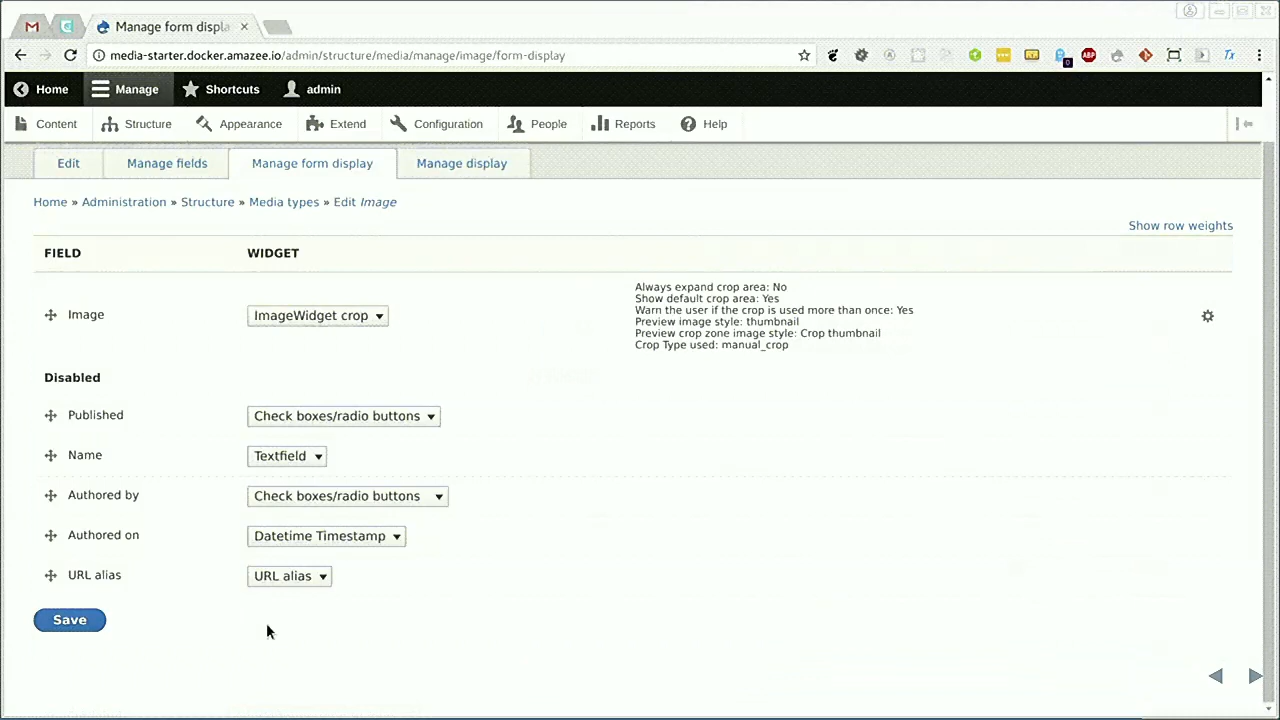 Manage form displa
media-starter.docker.amazee.io/admin/structure/media/manage/image/form-display
Home Manage Shortcuts admin
Content Structure Appearance Extend Configuration People Reports Help
Edit Manage fields Manage form display Manage display
Home » Administration » Structure » Media types » Edit Image
Show row weights
FIELD WIDGET
Image ImageWidget crop
Always expand crop area: No
Show default crop area: Yes
Warn the user if the crop is used more than once: Yes
Preview image style: thumbnail
Preview crop zone image style: Crop thumbnail
Crop Type used: manual_crop
Disabled
Published Check boxes/radio buttons
Name Textfield
Authored by Check boxes/radio buttons
Authored on Datetime Timestamp
URL alias URL alias
Save